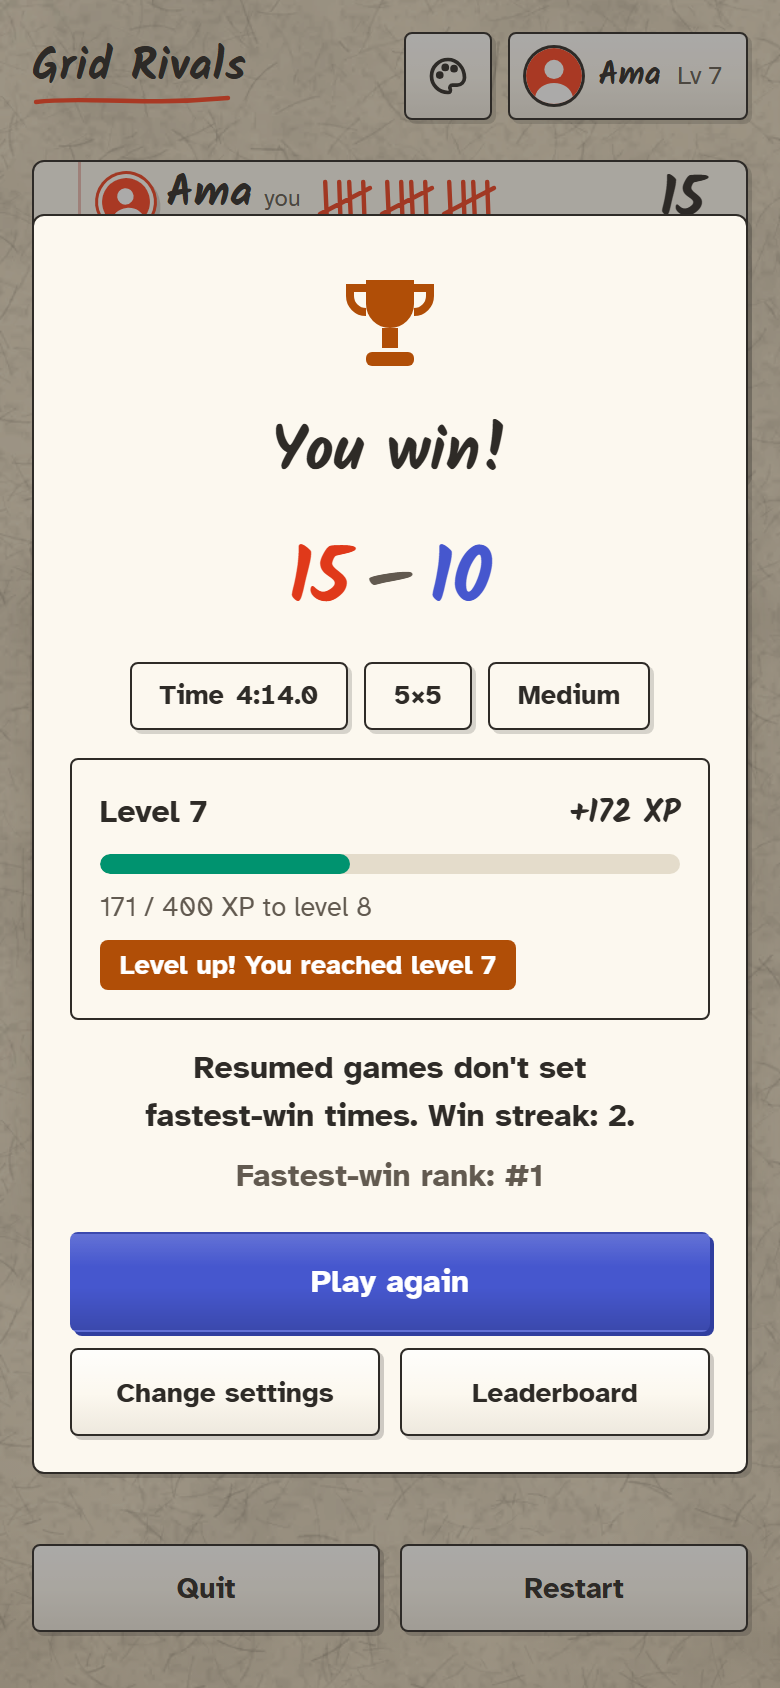 Grid Rivals
Ama Lv 7
Ama you 15
You win!
15 – 10
Time 4:14.0
5×5
Medium
Level 7
+172 XP
171 / 400 XP to level 8
Level up! You reached level 7
Resumed games don't set
fastest-win times. Win streak: 2.
Fastest-win rank: #1
Play again
Change settings
Leaderboard
Quit
Restart